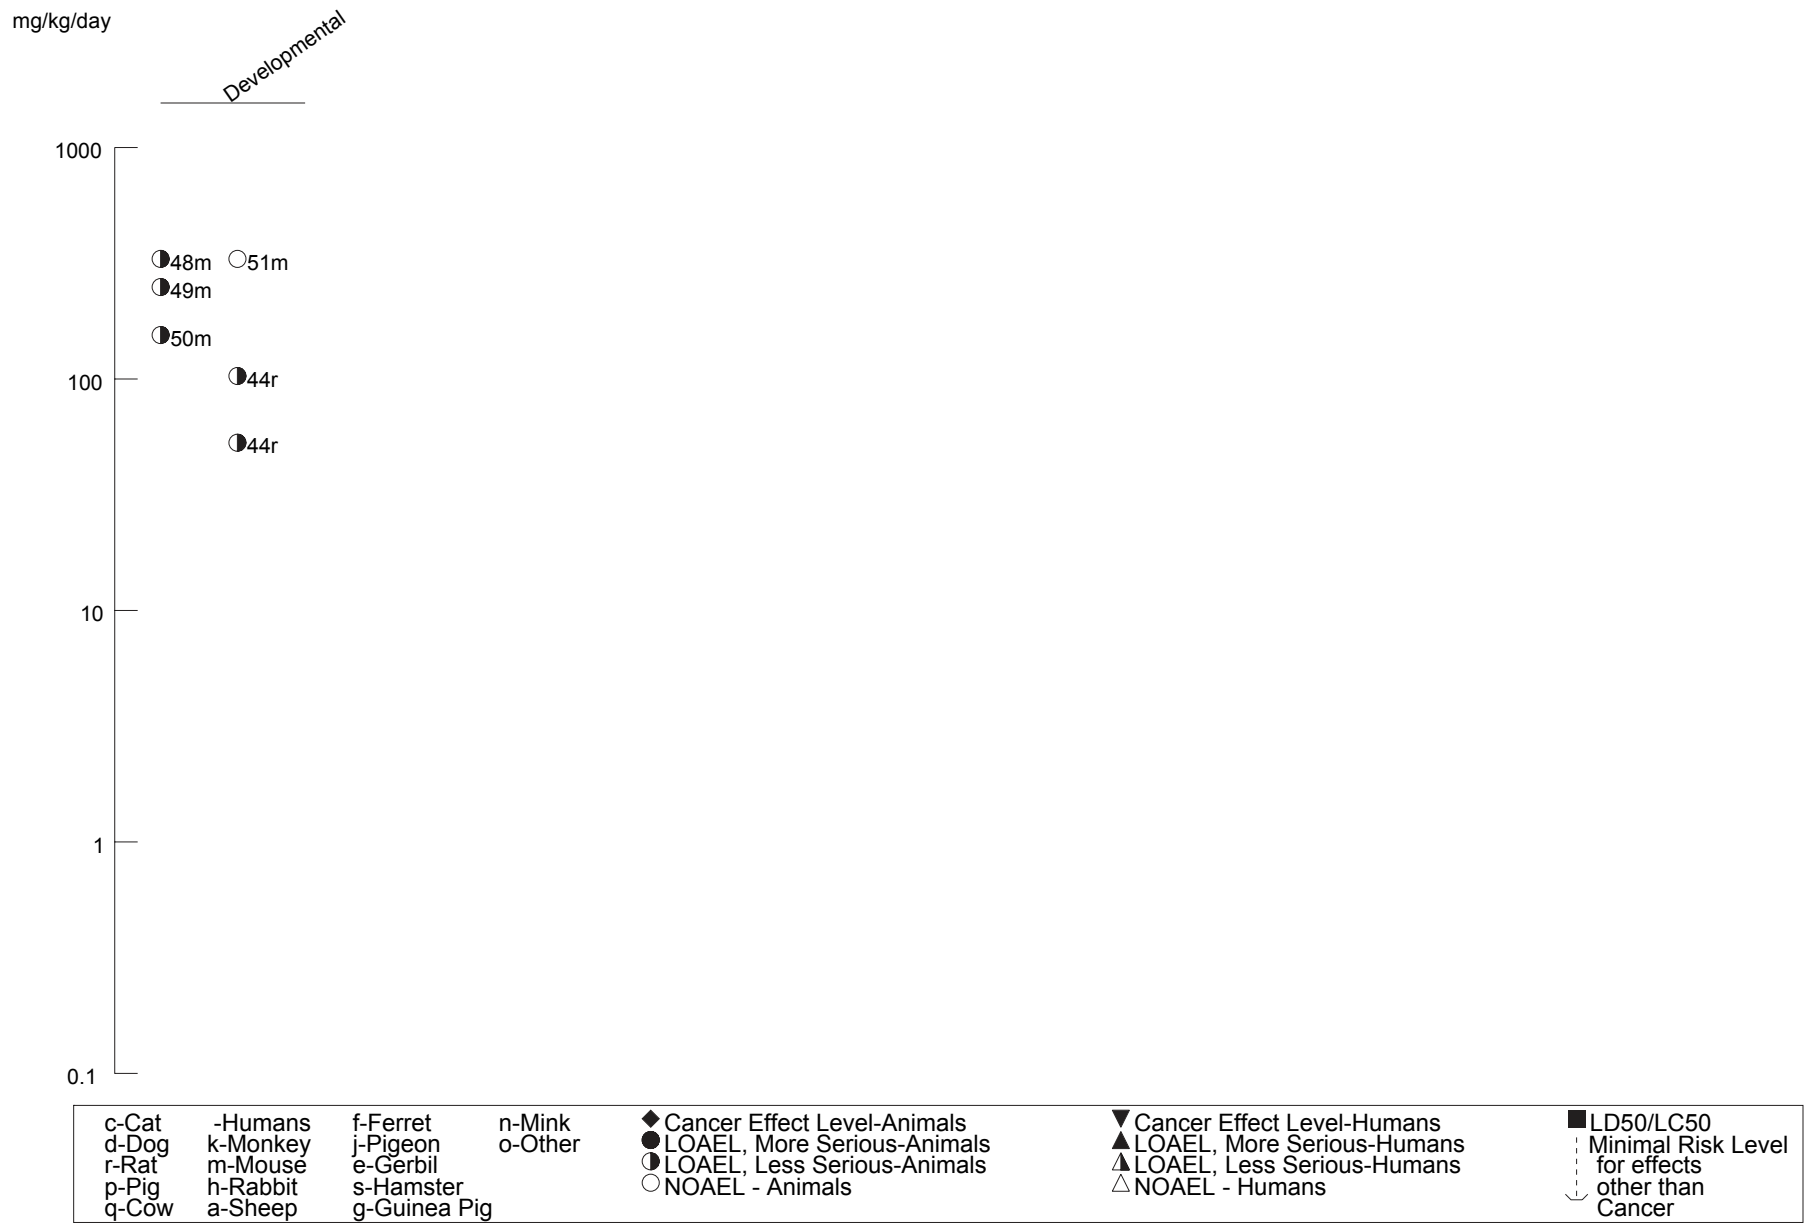 mg/kg/day
Developmental
1000
48m 51m
49m
50m
100
44r
44r
10
1
0.1
c-Cat -Humans f-Ferret n-Mink Cancer Effect Level-Animals Cancer Effect Level-Humans LD50/LC50
d-Dog k-Monkey j-Pigeon o-Other LOAEL, More Serious-Animals LOAEL, More Serious-Humans Minimal Risk Level
r-Rat m-Mouse e-Gerbil LOAEL, Less Serious-Animals LOAEL, Less Serious-Humans for effects
p-Pig h-Rabbit s-Hamster NOAEL - Animals NOAEL - Humans other than
q-Cow a-Sheep g-Guinea Pig Cancer